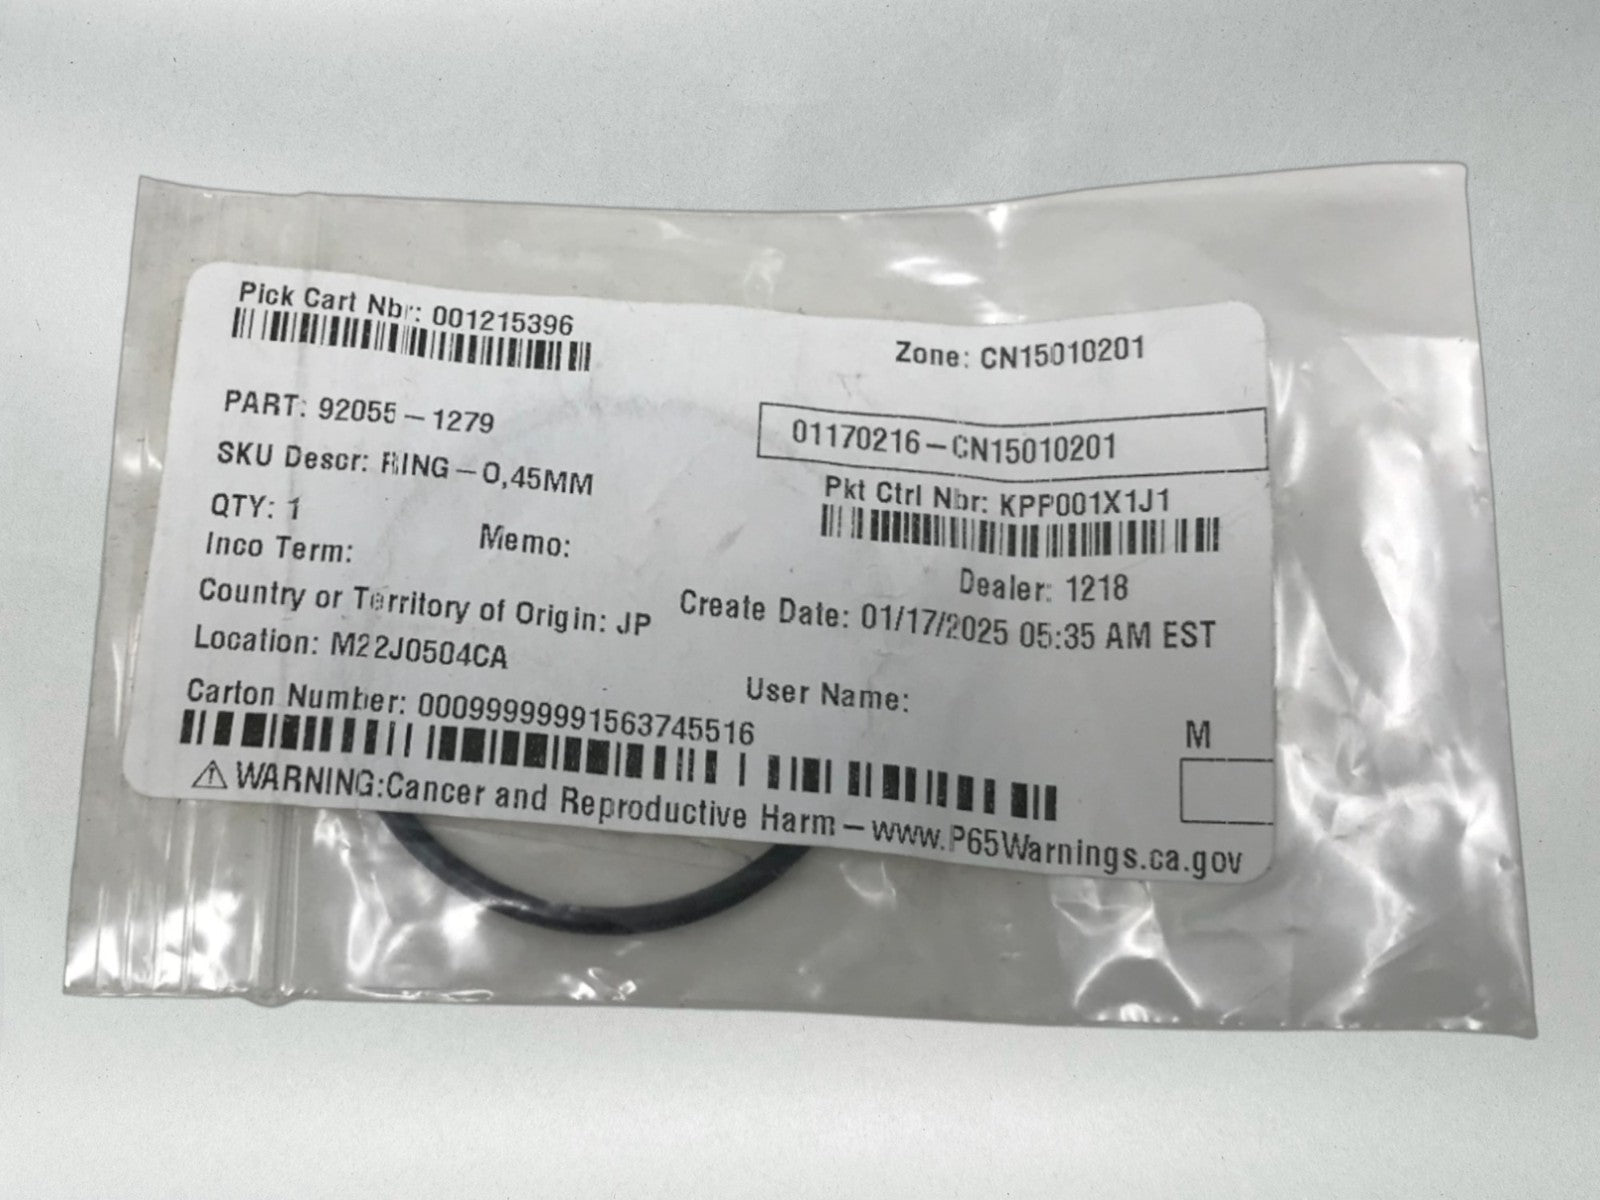 Pick Cart Nbr: 001215396
Zone: CN15010201
PART: 92055-1279
01170216-CN15010201
SKU Descr: RING-O,45MM
Pkt Ctrl Nbr: KPP001X1J1
QTY: 1
Memo:
Inco Term:
Dealer: 1218
Country or Territory of Origin: JP
Create Date: 01/17/2025 05:35 AM EST
Location: M22J0504CA
User Name:
Carton Number: 00099999991563745516
M
⚠WARNING:Cancer and Reproductive Harm-www.P65Warnings.ca.gov